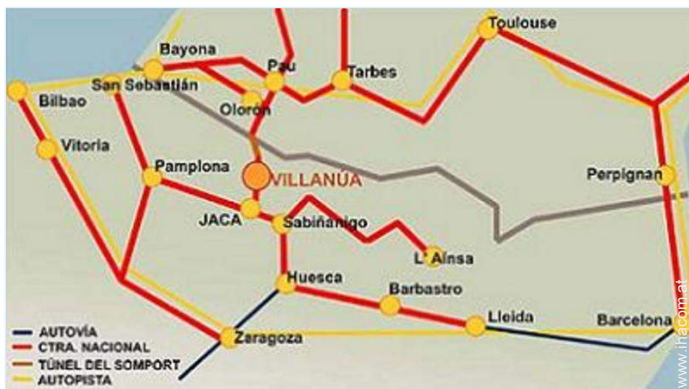 Toulouse
Bayona
Pau
Tarbes
San Sebastián
Bilbao
Olorón
Vitoria
Pamplona
VILLANÚA
Perpignan
JACA
Sabiñánigo
L' Aínsa
Huesca
Barbastro
Lleida
Barcelona
Zaragoza
AUTOVÍA
CTRA. NACIONAL
TÚNEL DEL SOMPORT
AUTOPISTA
www.ihacom.at